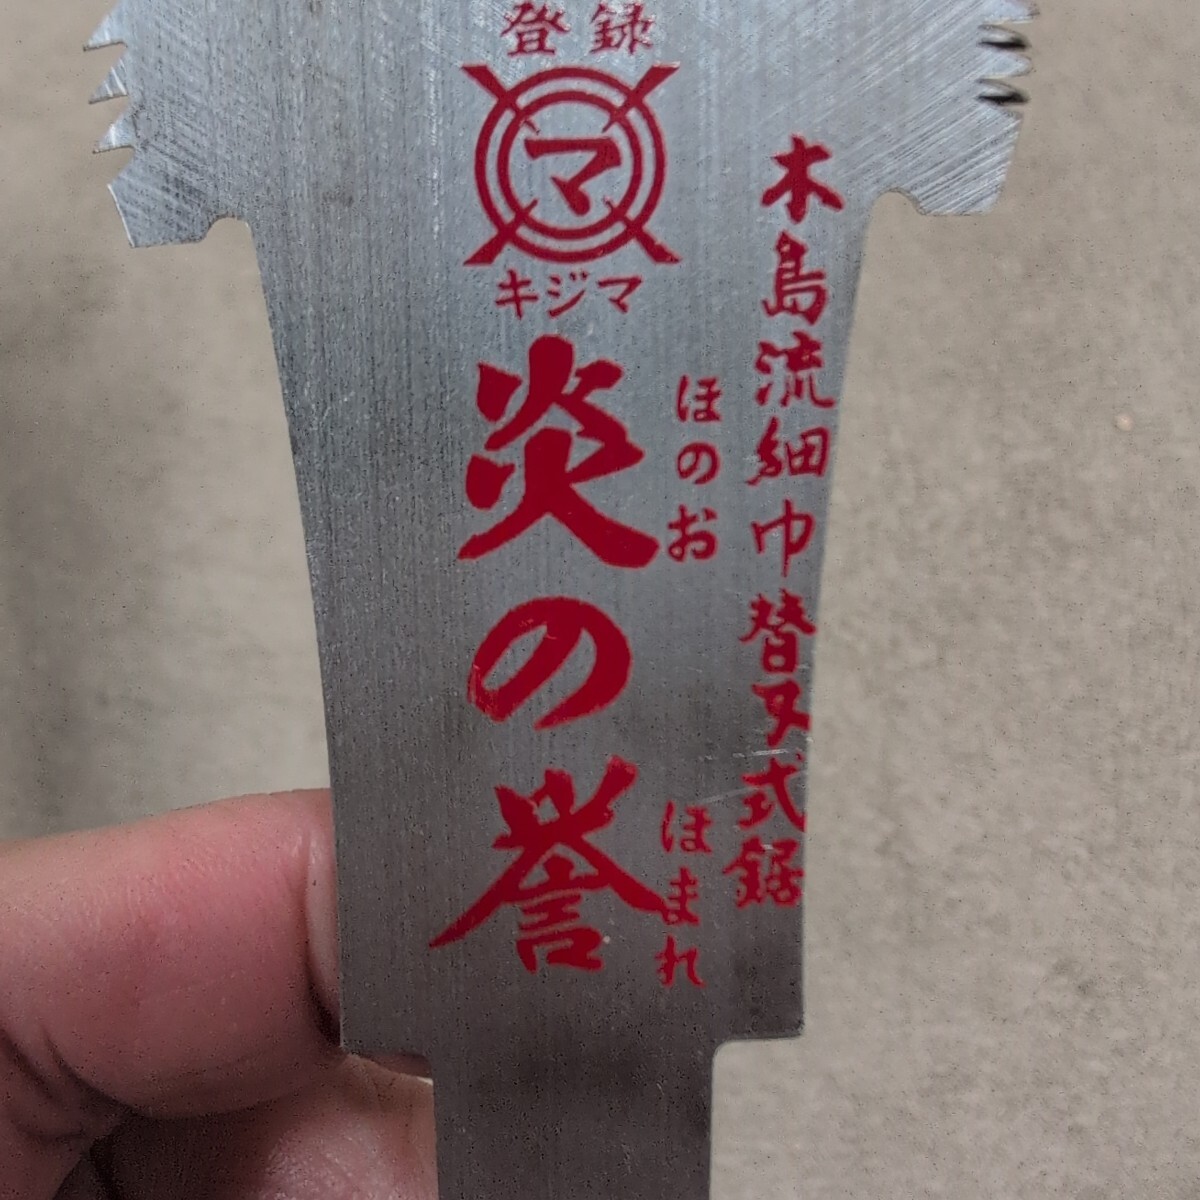 登録
マ
キジマ
木島流細巾替刃式鋸
炎の誉
ほのお
ほまれ